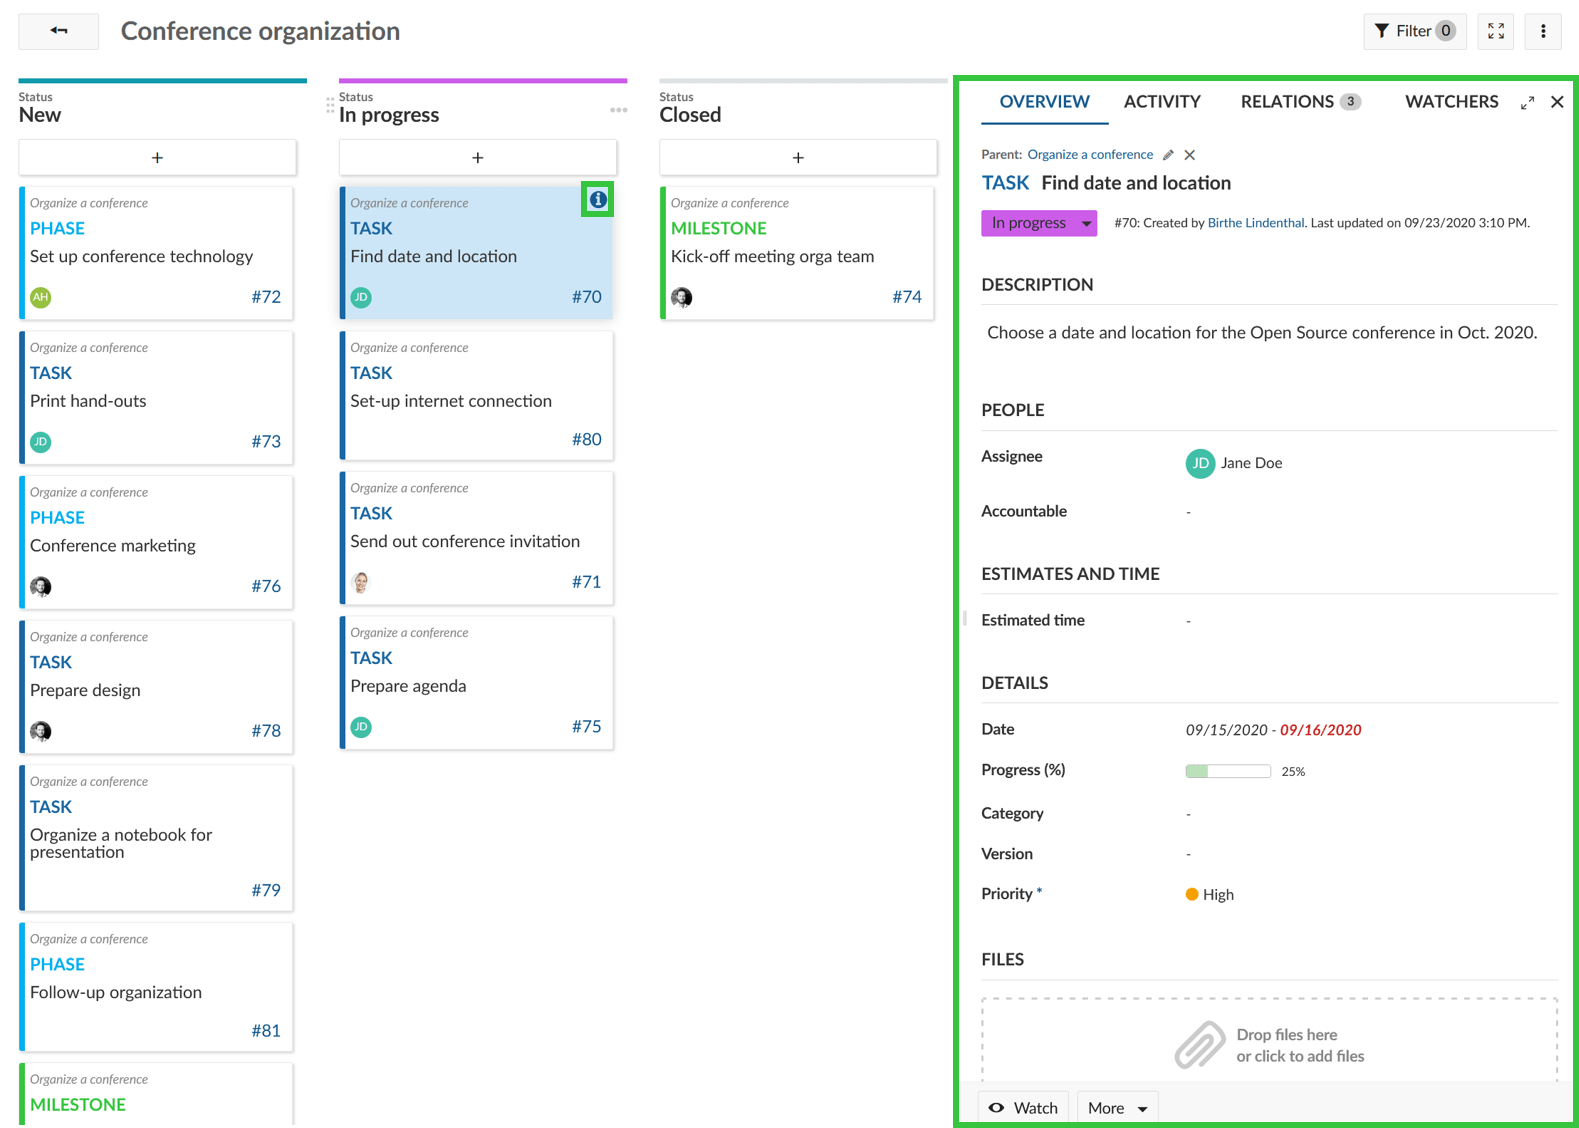 Conference organization
Filter 0
Status
New
+
Organize a conference
PHASE
Set up conference technology
AH
#72
Organize a conference
TASK
Print hand-outs
JD
#73
Organize a conference
PHASE
Conference marketing
#76
Organize a conference
TASK
Prepare design
#78
Organize a conference
TASK
Organize a notebook for
presentation
#79
Organize a conference
PHASE
Follow-up organization
#81
Organize a conference
MILESTONE
Status
In progress
+
Organize a conference
TASK
Find date and location
JD
#70
Organize a conference
TASK
Set-up internet connection
#80
Organize a conference
TASK
Send out conference invitation
#71
Organize a conference
TASK
Prepare agenda
JD
#75
Status
Closed
+
Organize a conference
MILESTONE
Kick-off meeting orga team
#74
OVERVIEW ACTIVITY RELATIONS 3 WATCHERS
Parent: Organize a conference
TASK Find date and location
In progress #70: Created by Birthe Lindenthal. Last updated on 09/23/2020 3:10 PM.
DESCRIPTION
Choose a date and location for the Open Source conference in Oct. 2020.
PEOPLE
Assignee JD Jane Doe
Accountable -
ESTIMATES AND TIME
Estimated time -
DETAILS
Date 09/15/2020 - 09/16/2020
Progress (%) 25%
Category -
Version -
Priority * High
FILES
Drop files here
or click to add files
Watch More